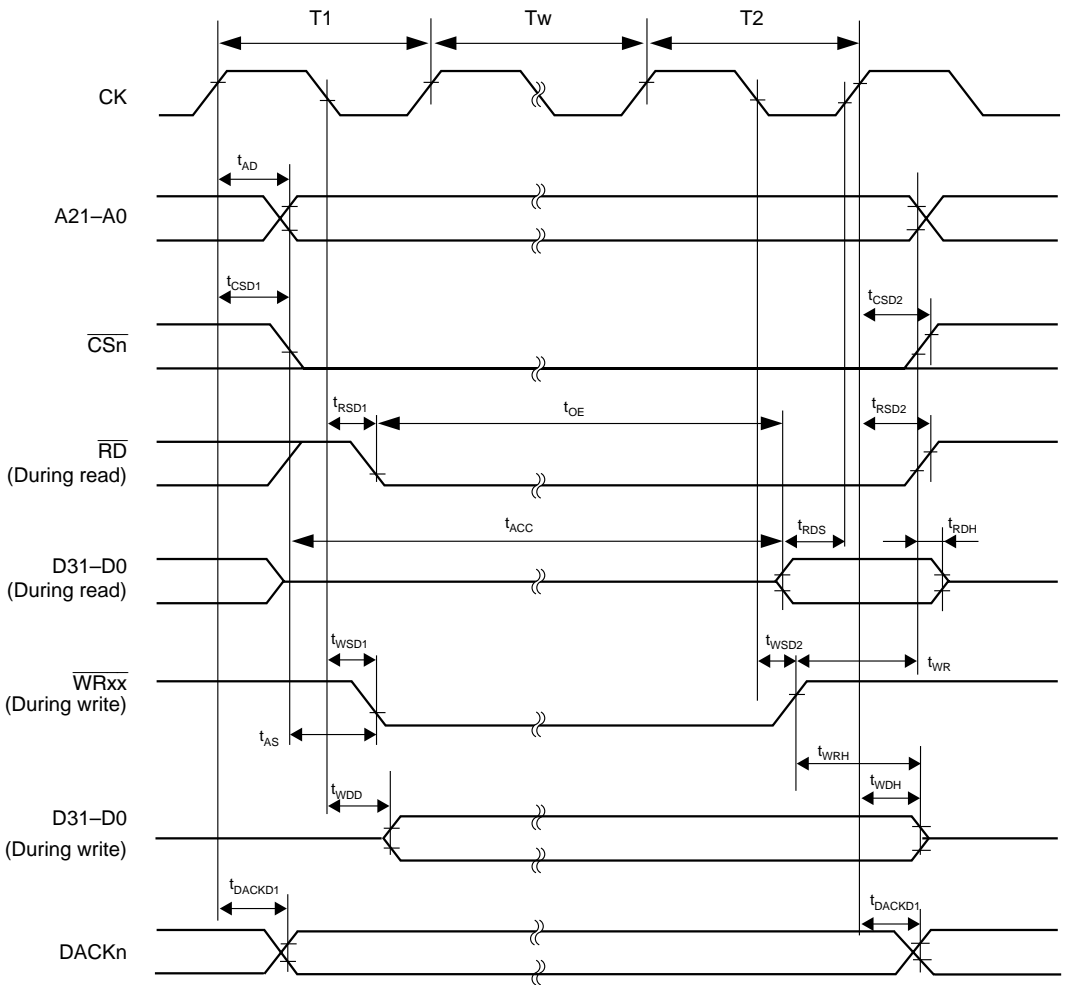 T1 Tw T2
CK
tAD
A21–A0
tCSD1 tCSD2
CSn
tRSD1 tOE tRSD2
RD
(During read)
tACC tRDS tRDH
D31–D0
(During read)
tWSD1 tWSD2
WRxx tWR
(During write)
tAS
tWRH
tWDD tWDH
D31–D0
(During write)
tDACKD1 tDACKD1
DACKn